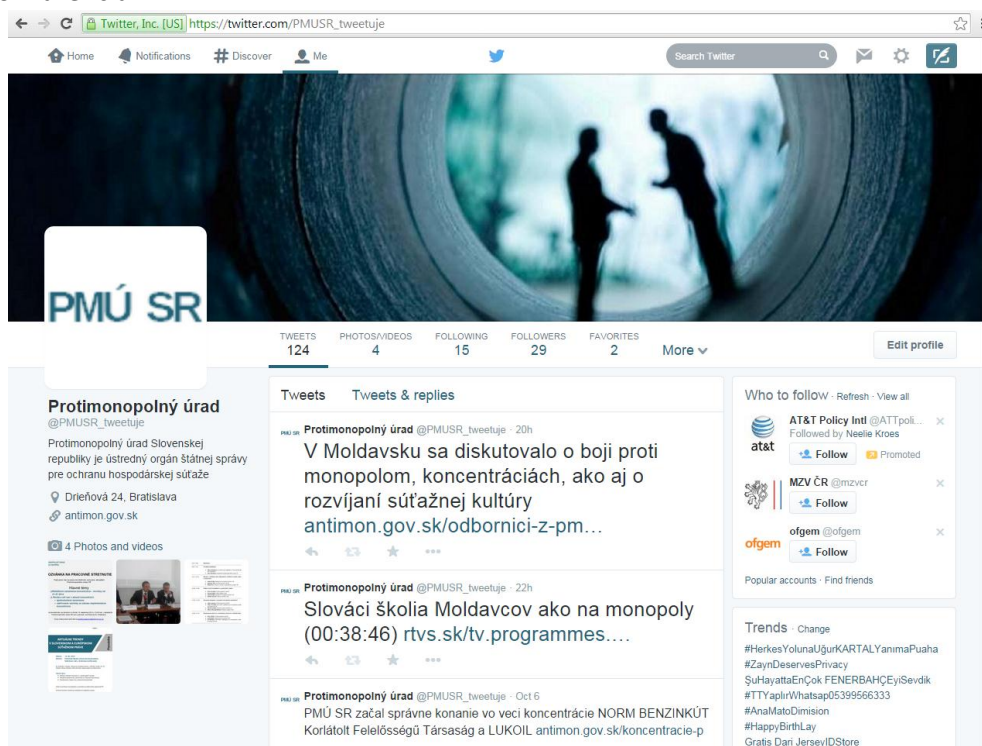 Twitter, Inc. [US] https://twitter.com/PMUSR_tweetuje
Home Notifications Discover Me Search Twitter
PMÚ SR
TWEETS PHOTOS/VIDEOS FOLLOWING FOLLOWERS FAVORITES
124 4 15 29 2 More
Edit profile
Protimonopolný úrad
@PMUSR_tweetuje
Protimonopolný úrad Slovenskej
republiky je ústredný orgán štátnej správy
pre ochranu hospodárskej súťaže
Drieňová 24, Bratislava
antimon.gov.sk
4 Photos and videos
Tweets Tweets & replies
PMÚ SR Protimonopolný úrad @PMUSR_tweetuje · 20h
V Moldavsku sa diskutovalo o boji proti
monopolom, koncentráciách, ako aj o
rozvíjaní súťažnej kultúry
antimon.gov.sk/odbornici-z-pm…
PMÚ SR Protimonopolný úrad @PMUSR_tweetuje · 22h
Slováci školia Moldavcov ako na monopoly
(00:38:46) rtvs.sk/tv.programmes.…
PMÚ SR Protimonopolný úrad @PMUSR_tweetuje · Oct 6
PMÚ SR začal správne konanie vo veci koncentrácie NORM BENZINKÚT
Korlátolt Felelősségű Társaság a LUKOIL antimon.gov.sk/koncentracie-p
Who to follow · Refresh · View all
at&t
AT&T Policy Intl @ATTpoli...
Followed by Neelie Kroes
Follow Promoted
MZV ČR @mzvcr
Follow
ofgem
ofgem @ofgem
Follow
Popular accounts · Find friends
Trends · Change
#HerkesYolunaUğurKARTALYanımaPuaha
#ZaynDeservesPrivacy
ŞuHayattaEnÇok FENERBAHÇEyiSevdik
#TTYaplırWhatsap05399566333
#AnaMatoDimision
#HappyBirthLay
Gratis Dari JerseyIDStore